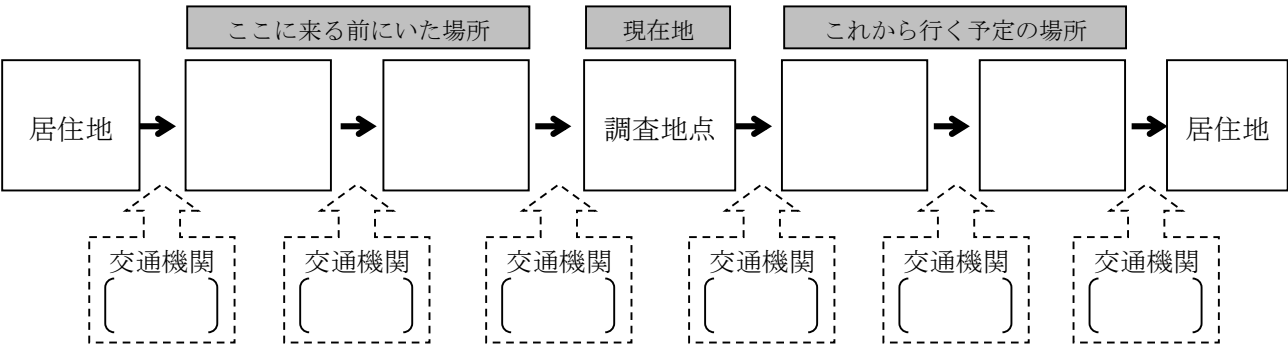 ここに来る前にいた場所
現在地
これから行く予定の場所
居住地
調査地点
居住地
交通機関
交通機関
交通機関
交通機関
交通機関
交通機関